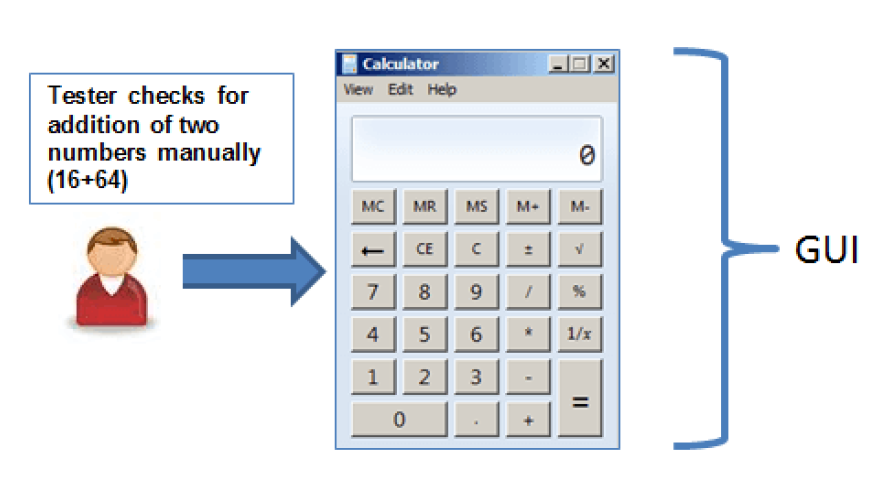 Tester checks for
addition of two
numbers manually
(16+64)
Calculator
View Edit Help
0
MC MR MS M+ M-
← CE C ± √
7 8 9 / %
4 5 6 * 1/x
1 2 3 -
=
0 . +
GUI